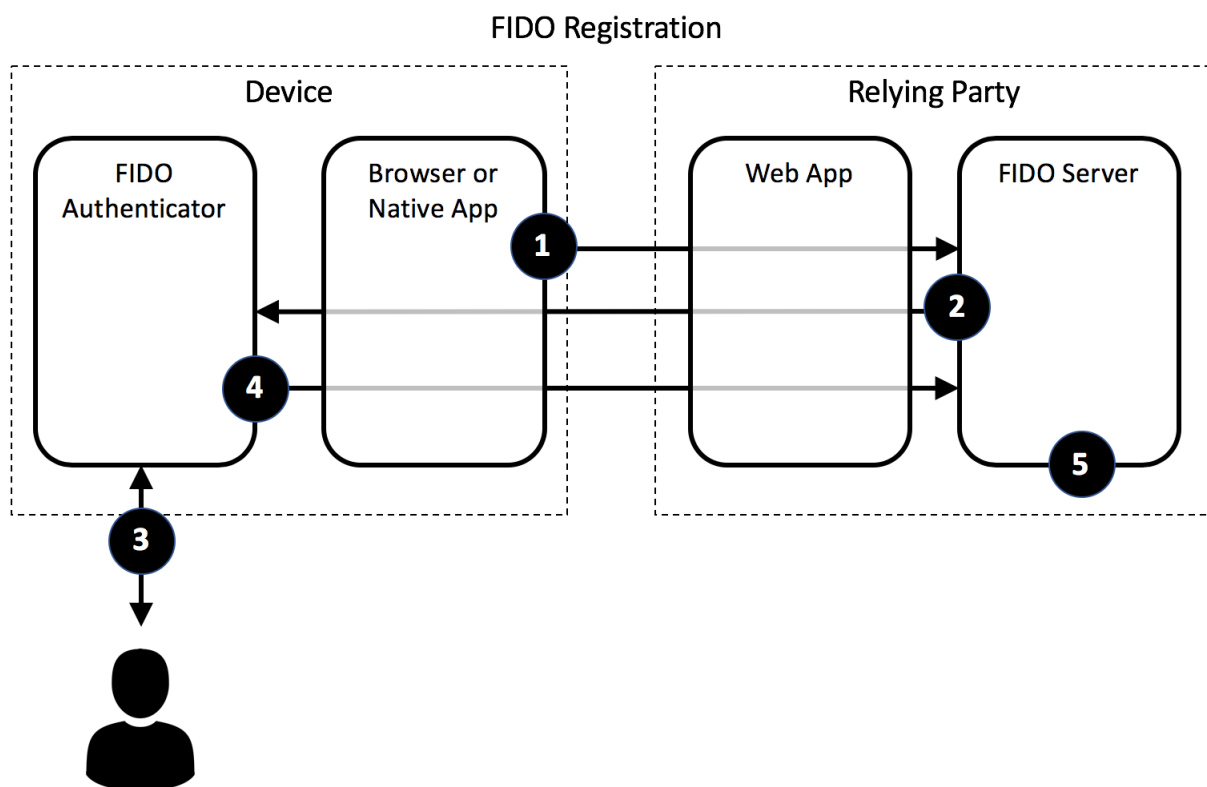 FIDO Registration
Device
Relying Party
FIDO
Authenticator
Browser or
Native App
Web App
FIDO Server
1
2
4
5
3